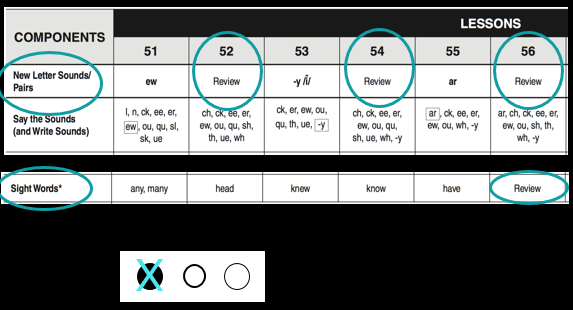 LESSONS
COMPONENTS
51 52 53 54 55 56
New Letter Sounds/
Pairs
ew Review -y /ī/ Review ar Review
Say the Sounds
(and Write Sounds)
l, n, ck, ee, er,
ew, ou, qu, sl,
sk, ue
ch, ck, ee, er,
ew, ou, qu, sh,
th, ue, wh
ck, er, ew, ou,
qu, th, ue, -y
ch, ck, ee, er,
ew, ou, qu,
sh, ue, wh, -y
ar, ck, ee, er,
ew, ou, wh, -y
ar, ch, ck, ee, er,
ew, ou, sh, th,
wh, -y
Sight Words* any, many head knew know have Review
X